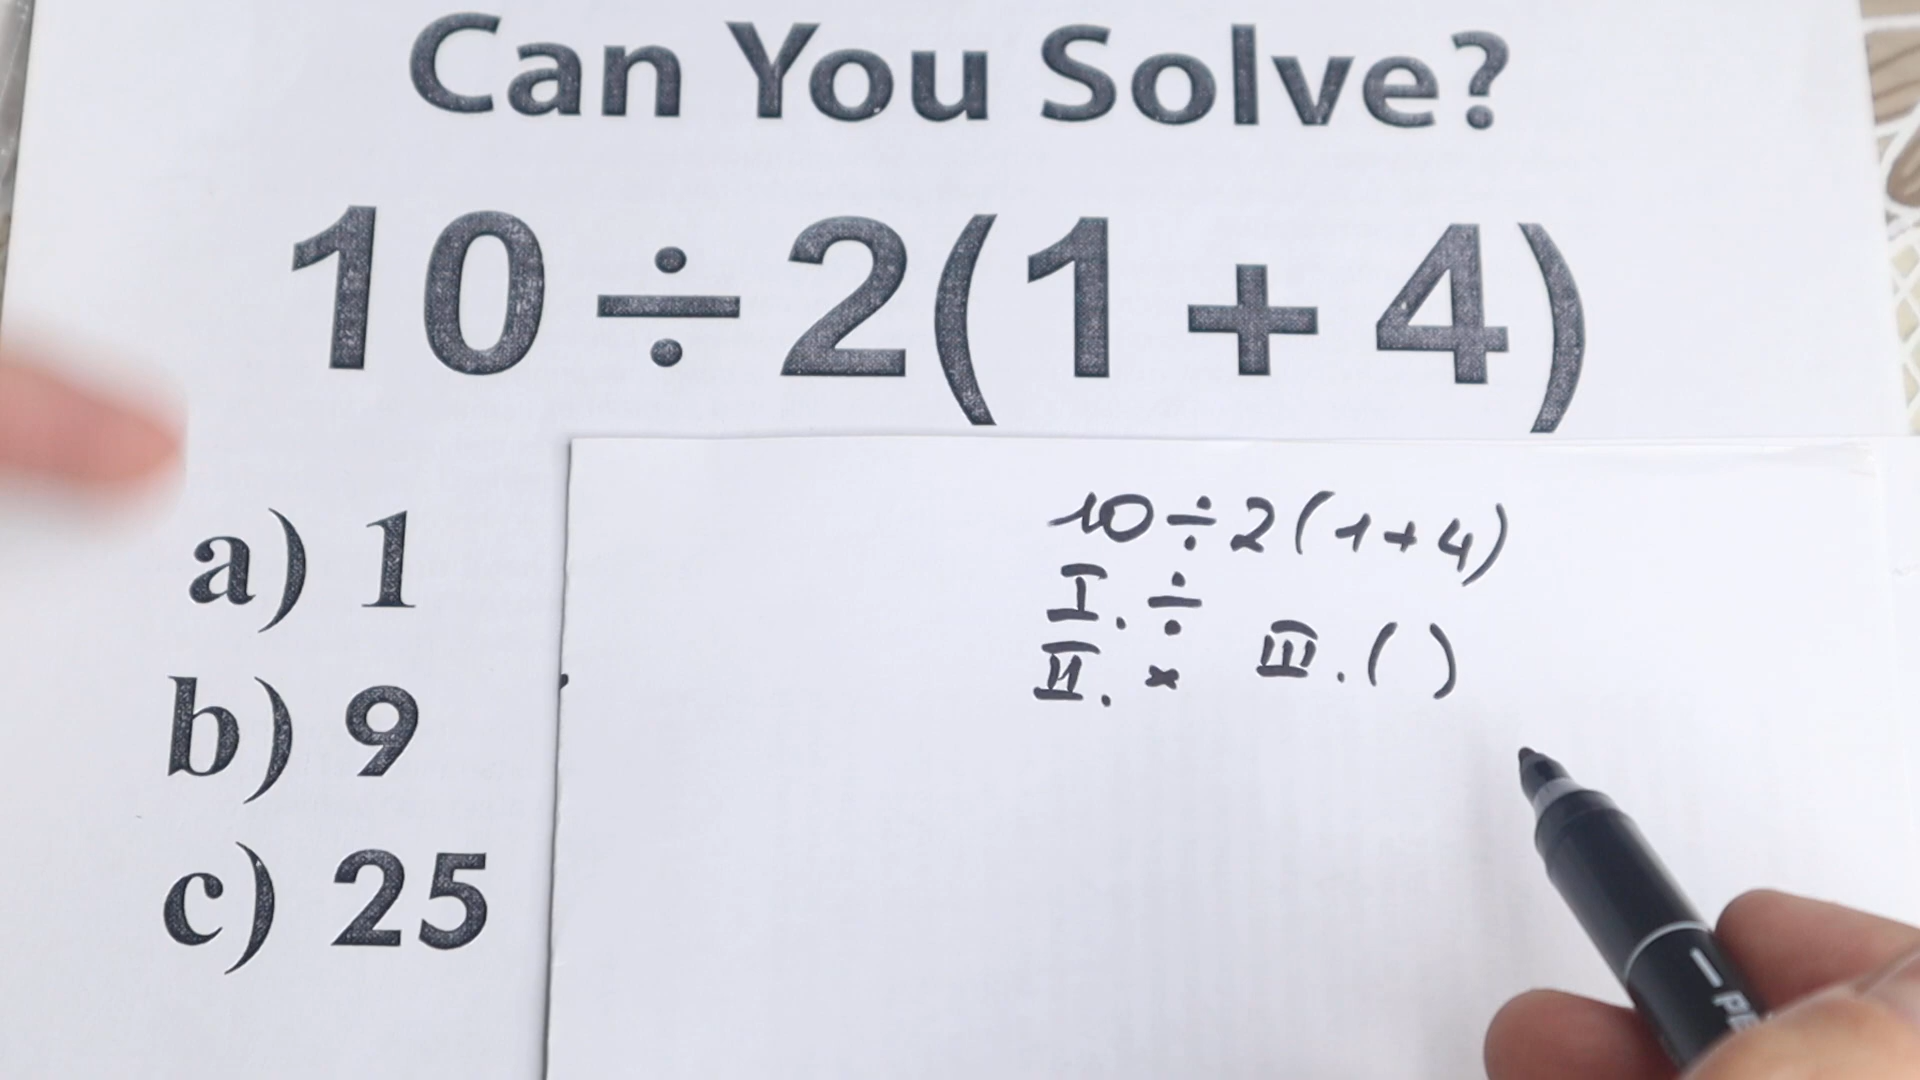 Can You Solve?
10÷2(1+4)
a) 1
b) 9
c) 25
10÷2(1+4)
I. ÷
II. × III. ( )